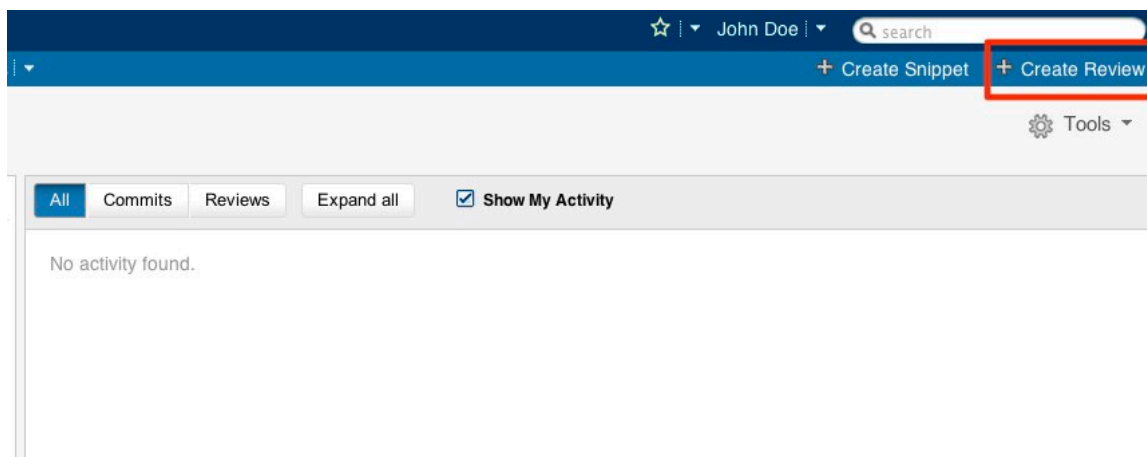 John Doe search
+ Create Snippet + Create Review
Tools
All Commits Reviews Expand all Show My Activity
No activity found.